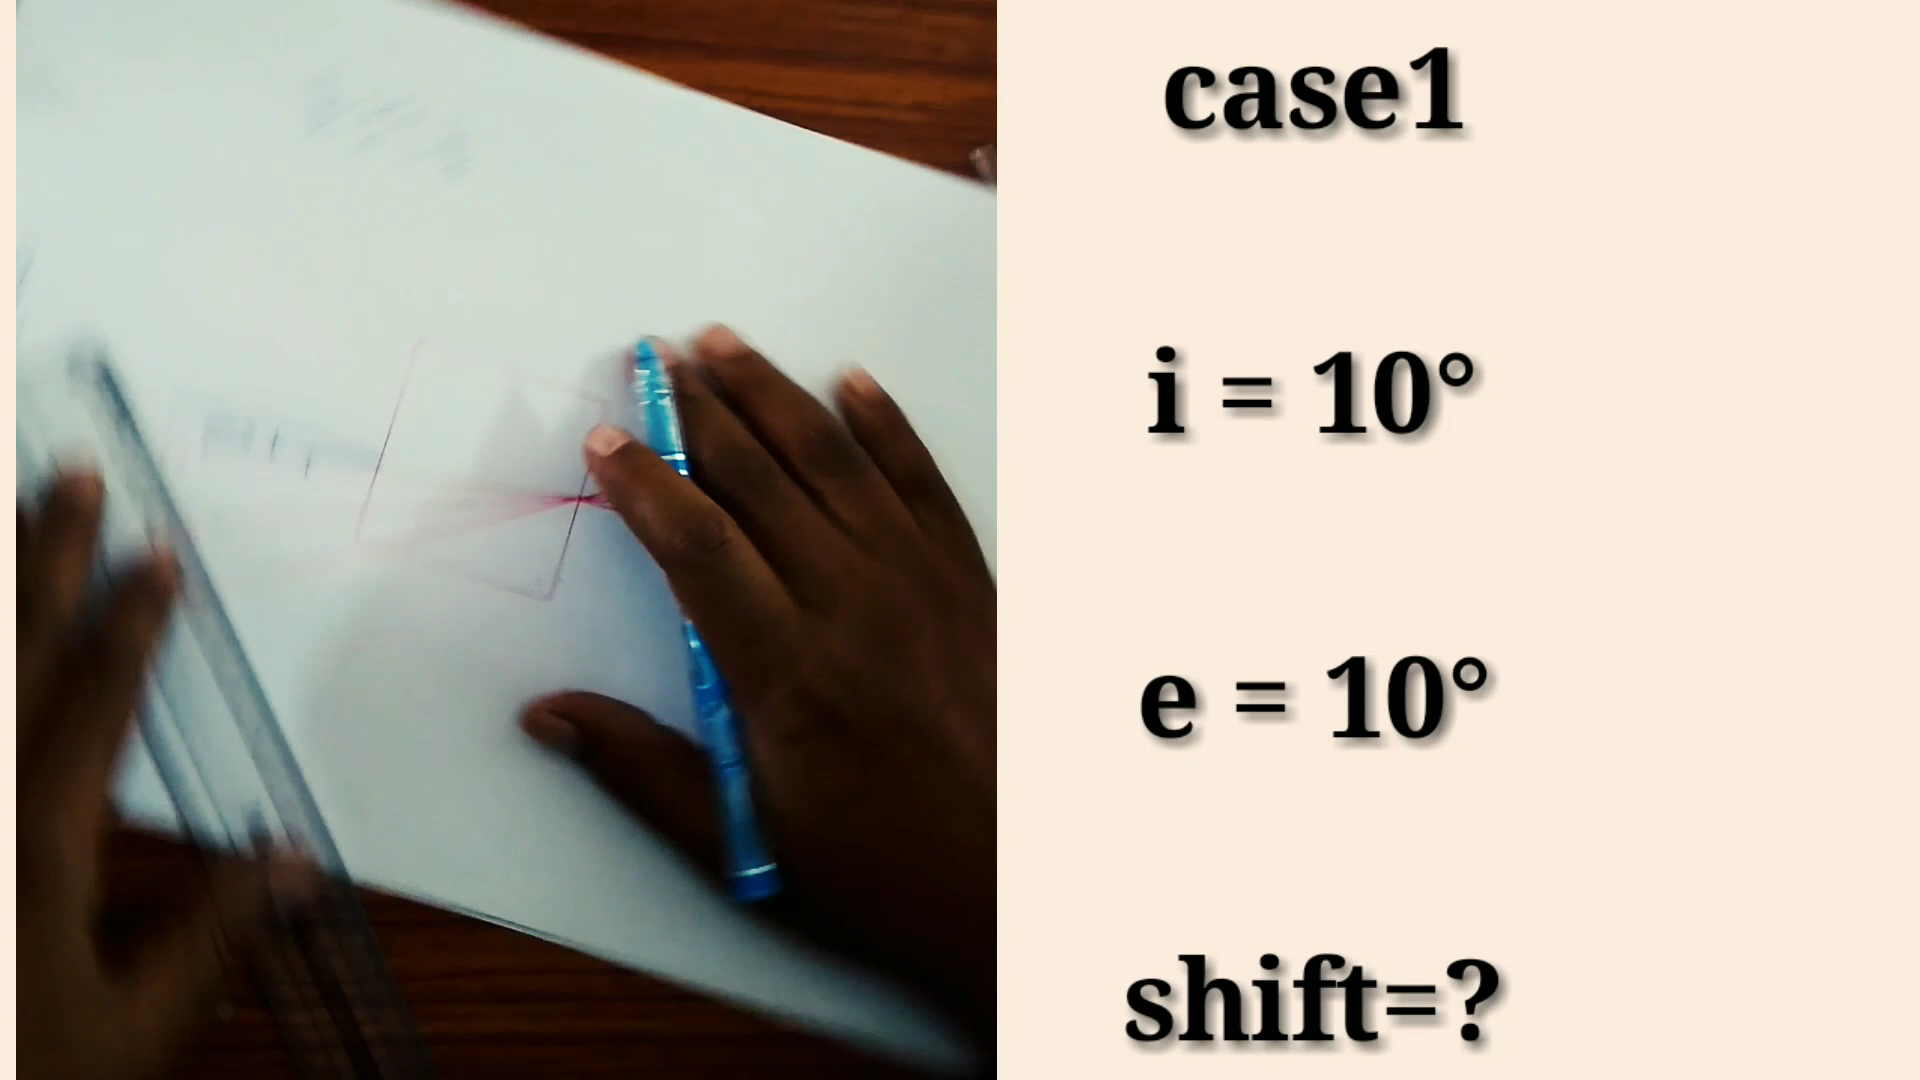 case1
i = 10°
e = 10°
shift=?